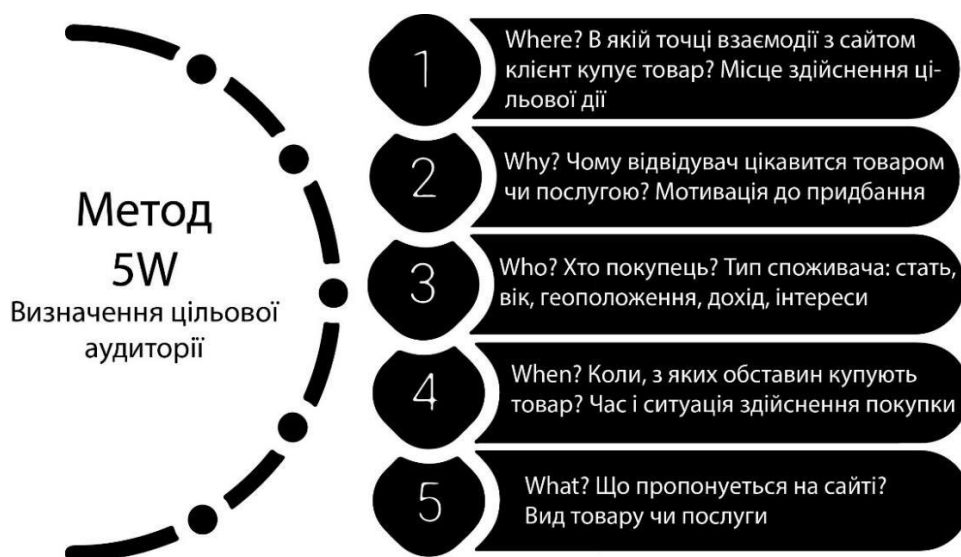 Метод
5W
Визначення цільової
аудиторії
1
Where? В якій точці взаємодії з сайтом
клієнт купує товар? Місце здійснення ці-
льової дії
2
Why? Чому відвідувач цікавится товаром
чи послугою? Мотивація до придбання
3
Who? Хто покупець? Тип споживача: стать,
вік, геоположення, дохід, інтереси
4
When? Коли, з яких обставин купують
товар? Час і ситуація здійснення покупки
5
What? Що пропонуеться на сайті?
Вид товару чи послуги